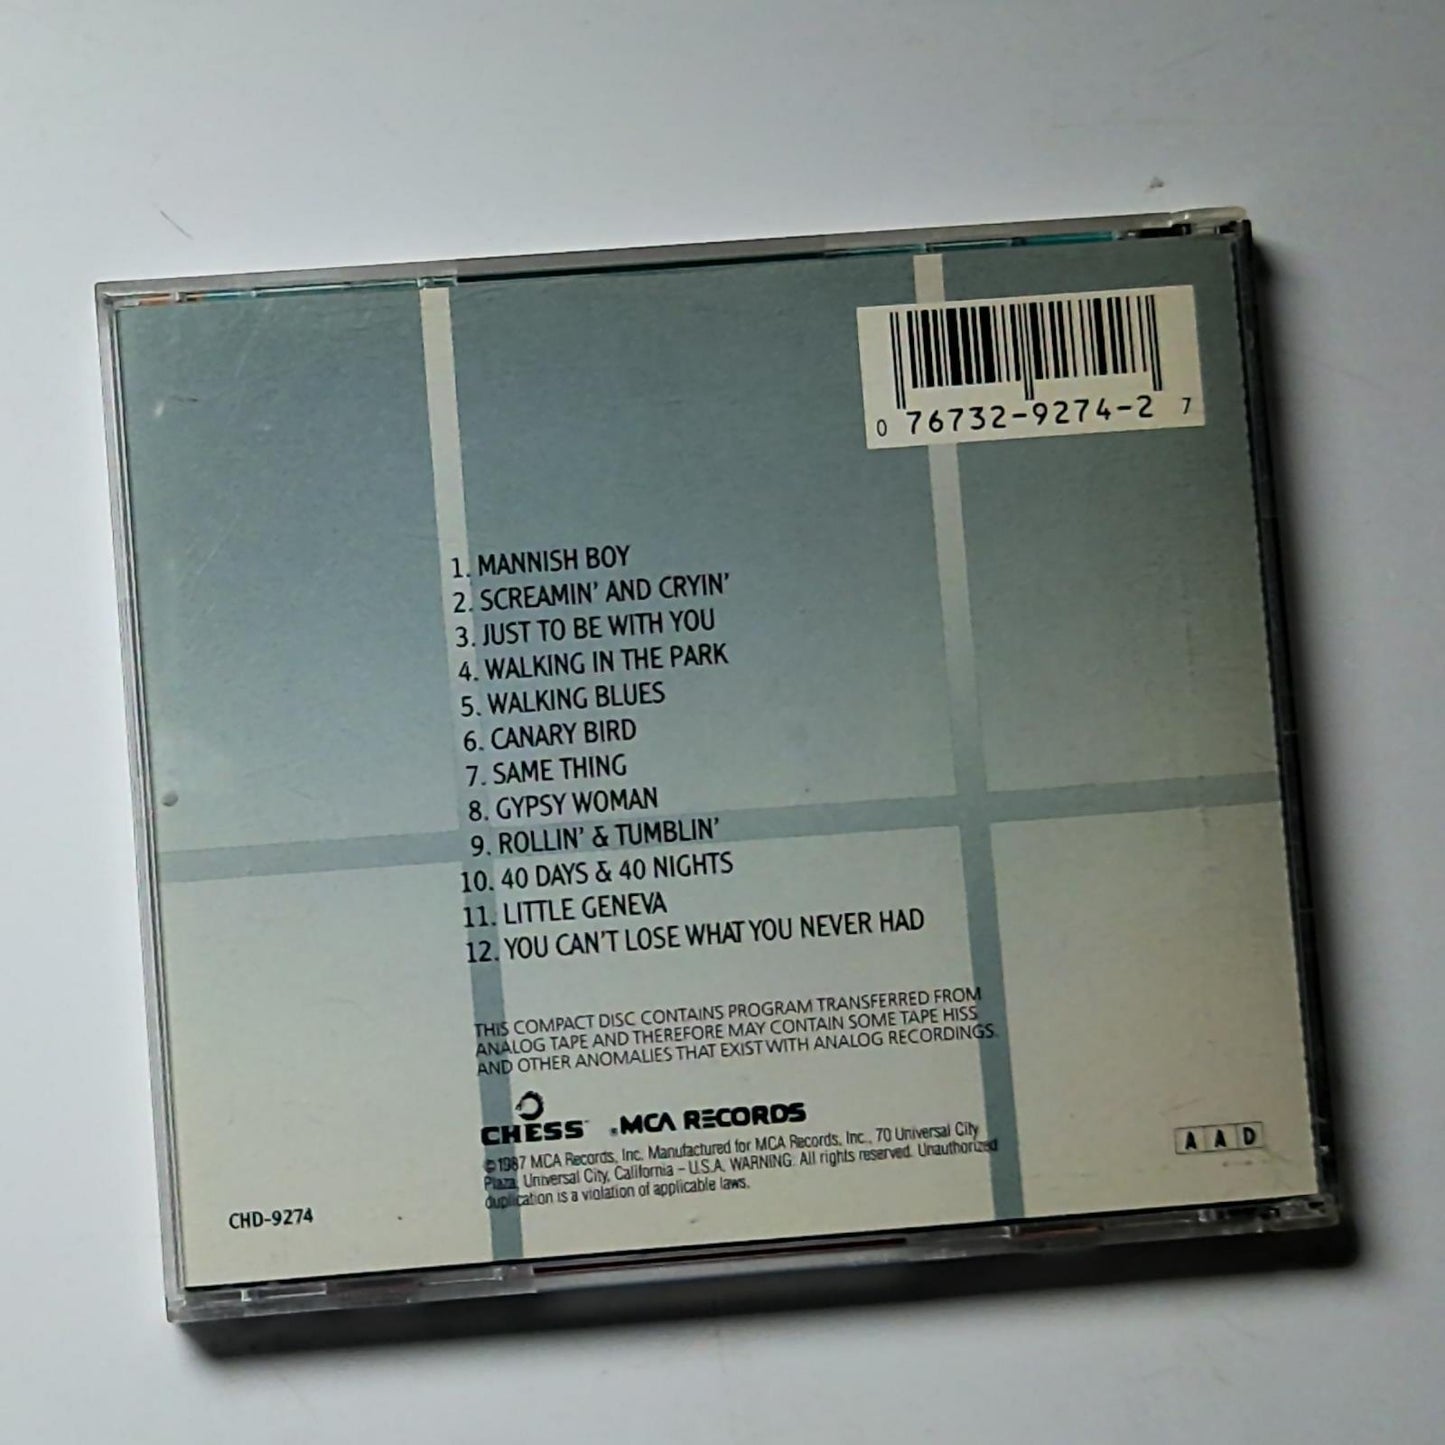 0 76732-9274-2 7
1. MANNISH BOY
2. SCREAMIN' AND CRYIN'
3. JUST TO BE WITH YOU
4. WALKING IN THE PARK
5. WALKING BLUES
6. CANARY BIRD
7. SAME THING
8. GYPSY WOMAN
9. ROLLIN' & TUMBLIN'
10. 40 DAYS & 40 NIGHTS
11. LITTLE GENEVA
12. YOU CAN'T LOSE WHAT YOU NEVER HAD
THIS COMPACT DISC CONTAINS PROGRAM TRANSFERRED FROM
ANALOG TAPE AND THEREFORE MAY CONTAIN SOME TAPE HISS
AND OTHER ANOMALIES THAT EXIST WITH ANALOG RECORDINGS.
CHESS MCA RECORDS
©1987 MCA Records, Inc. Manufactured for MCA Records, Inc., 70 Universal City
Plaza, Universal City, California – U.S.A. WARNING: All rights reserved. Unauthorized
duplication is a violation of applicable laws.
A A D
CHD-9274